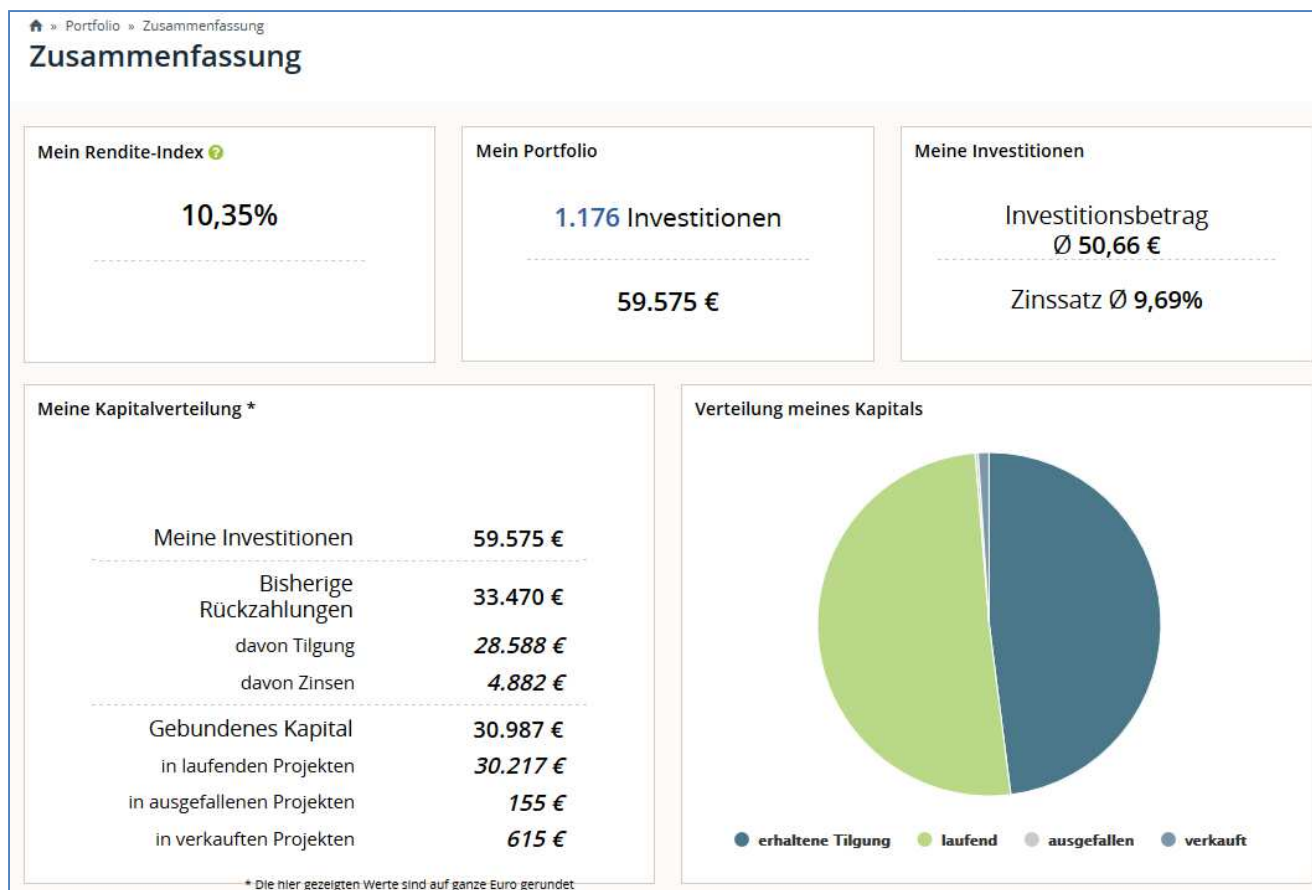 » Portfolio » Zusammenfassung
Zusammenfassung
Mein Rendite-Index ?
10,35%
Mein Portfolio
1.176 Investitionen
59.575 €
Meine Investitionen
Investitionsbetrag
Ø 50,66 €
Zinssatz Ø 9,69%
Meine Kapitalverteilung *
Meine Investitionen 59.575 €
Bisherige
Rückzahlungen 33.470 €
davon Tilgung 28.588 €
davon Zinsen 4.882 €
Gebundenes Kapital 30.987 €
in laufenden Projekten 30.217 €
in ausgefallenen Projekten 155 €
in verkauften Projekten 615 €
* Die hier gezeigten Werte sind auf ganze Euro gerundet
Verteilung meines Kapitals
erhaltene Tilgung laufend ausgefallen verkauft